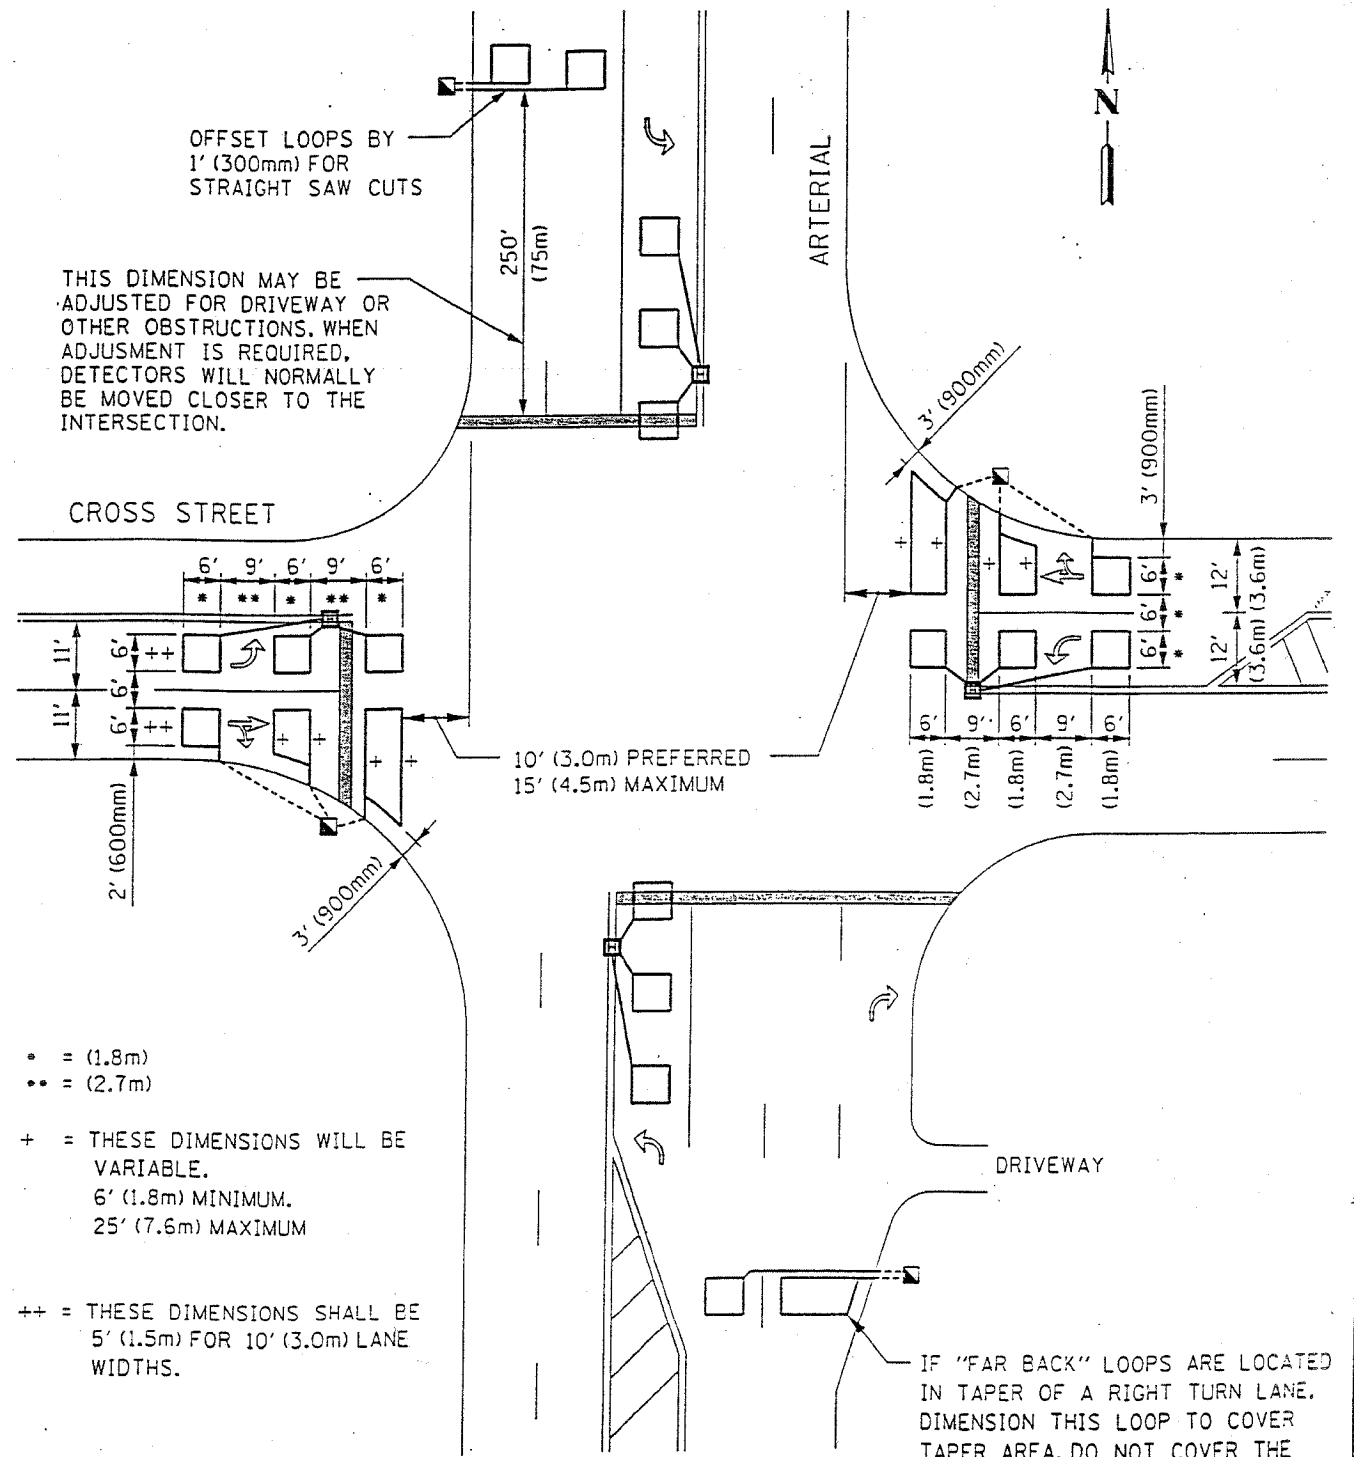 OFFSET LOOPS BY
1' (300mm) FOR
STRAIGHT SAW CUTS
N
ARTERIAL
250'
(75m)
THIS DIMENSION MAY BE
ADJUSTED FOR DRIVEWAY OR
OTHER OBSTRUCTIONS. WHEN
ADJUSMENT IS REQUIRED,
DETECTORS WILL NORMALLY
BE MOVED CLOSER TO THE
INTERSECTION.
3' (900mm)
3' (900mm)
CROSS STREET
6' 9' 6' 9' 6'
* ** * ** *
11'
6' ++
6'
11'
6' ++
2' (600mm)
3' (900mm)
H
H
H
H
+ +
+ +
+ +
+ +
6' *
6' *
6' *
12' (3.6m)
12' (3.6m)
6' 9' 6' 9' 6'
(1.8m) (2.7m) (1.8m) (2.7m) (1.8m)
10' (3.0m) PREFERRED
15' (4.5m) MAXIMUM
* = (1.8m)
** = (2.7m)
+ = THESE DIMENSIONS WILL BE
VARIABLE.
6' (1.8m) MINIMUM.
25' (7.6m) MAXIMUM
++ = THESE DIMENSIONS SHALL BE
5' (1.5m) FOR 10' (3.0m) LANE
WIDTHS.
DRIVEWAY
IF "FAR BACK" LOOPS ARE LOCATED
IN TAPER OF A RIGHT TURN LANE.
DIMENSION THIS LOOP TO COVER
TAPER AREA. DO NOT COVER THE